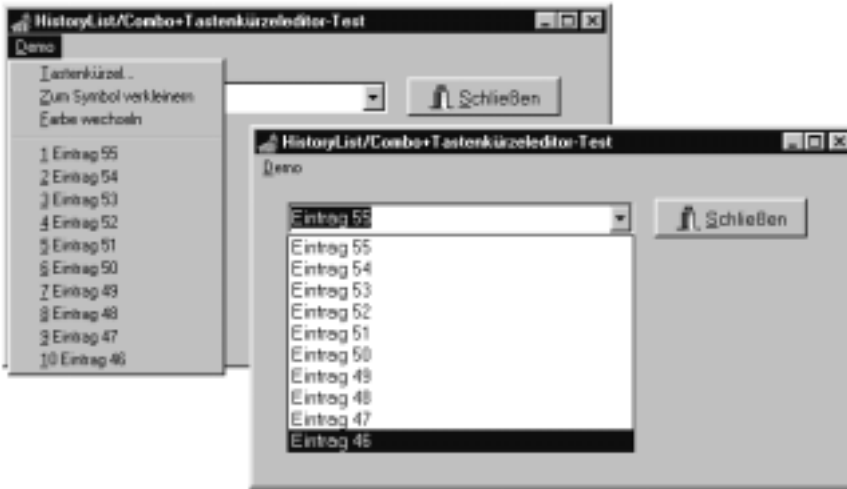 HistoryList/Combo+Tastenkürzeleditor-Test
Demo
Tastenkürzel...
Zum Symbol verkleinern
Farbe wechseln
1 Eintrag 55
2 Eintrag 54
3 Eintrag 53
4 Eintrag 52
5 Eintrag 51
6 Eintrag 50
7 Eintrag 49
8 Eintrag 48
9 Eintrag 47
10 Eintrag 46
Schließen
HistoryList/Combo+Tastenkürzeleditor-Test
Demo
Eintrag 55
Schließen
Eintrag 55
Eintrag 54
Eintrag 53
Eintrag 52
Eintrag 51
Eintrag 50
Eintrag 49
Eintrag 48
Eintrag 47
Eintrag 46